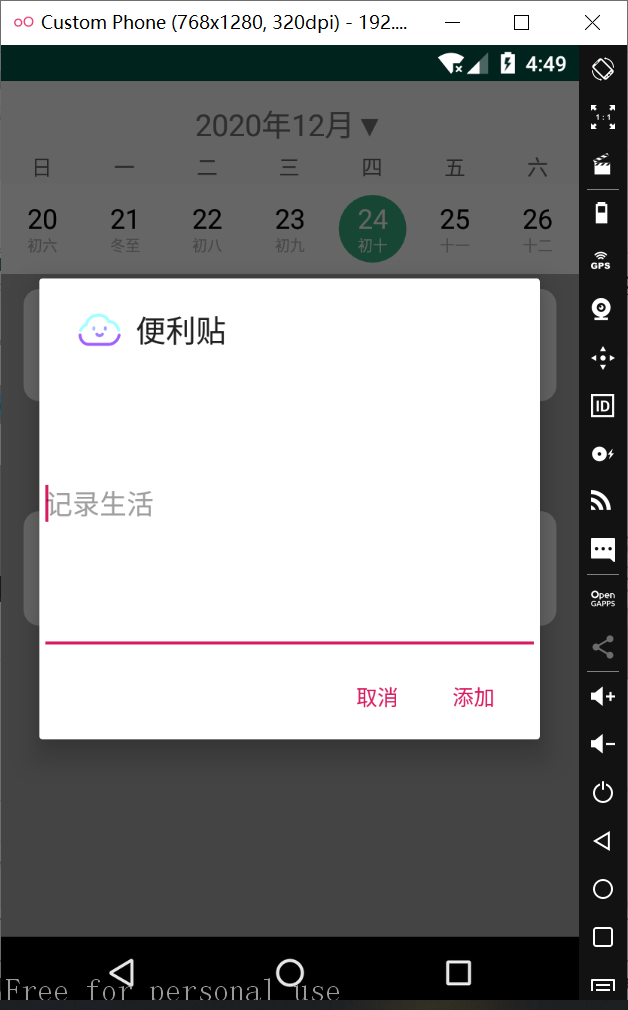 Custom Phone (768x1280, 320dpi) - 192....
4:49
2020年12月▼
日 一 二 三 四 五 六
20 21 22 23 24 25 26
初六 冬至 初八 初九 初十 十一 十二
1:1
GPS
便利贴
ID
记录生活
Open
GAPPS
取消 添加
Free for personal use